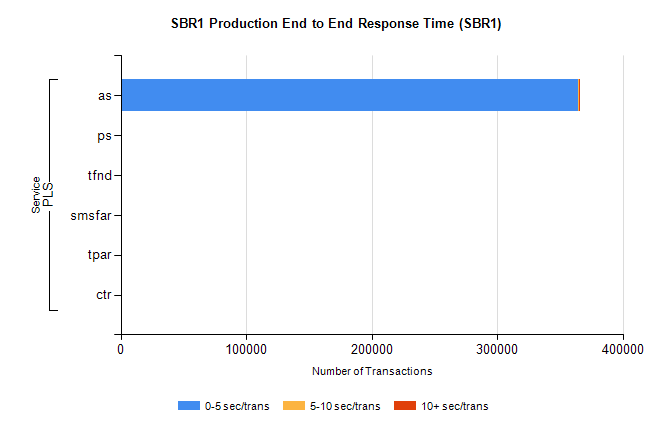 SBR1 Production End to End Response Time (SBR1)
Service
PLS
as
ps
tfnd
smsfar
tpar
ctr
0 100000 200000 300000 400000
Number of Transactions
0-5 sec/trans 5-10 sec/trans 10+ sec/trans